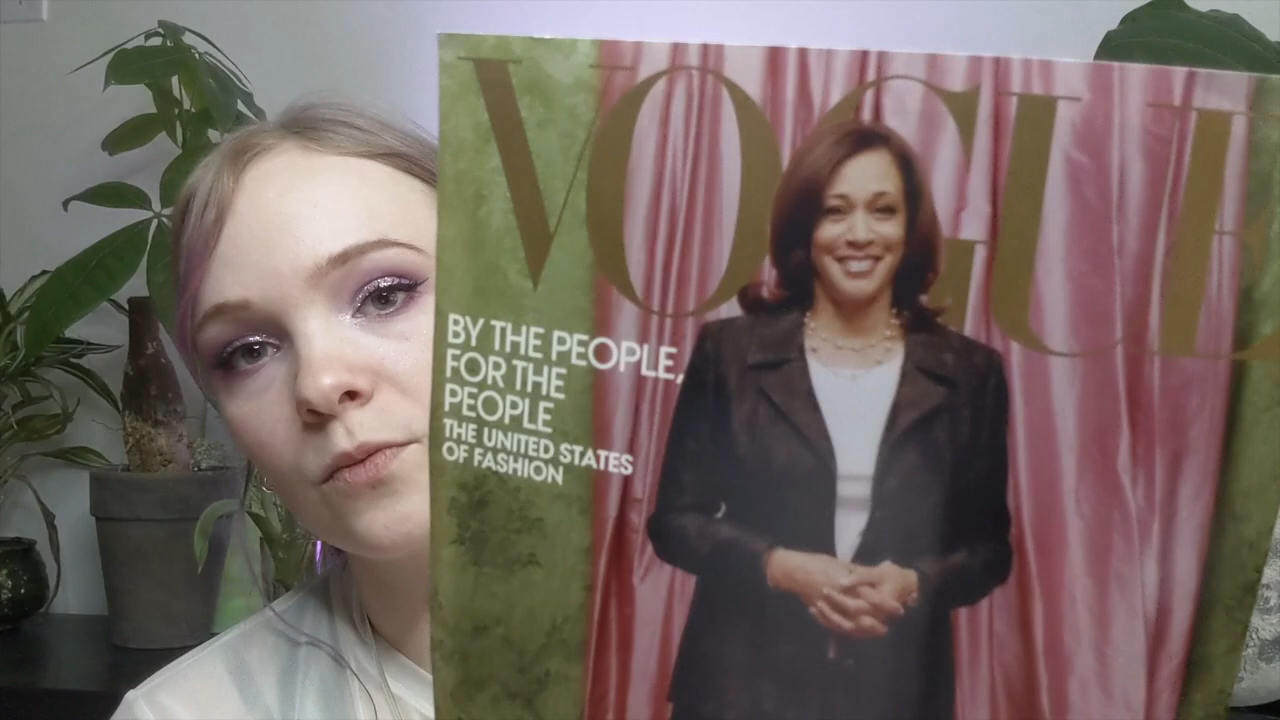 VOGUE
BY THE PEOPLE,
FOR THE
PEOPLE
THE UNITED STATES
OF FASHION